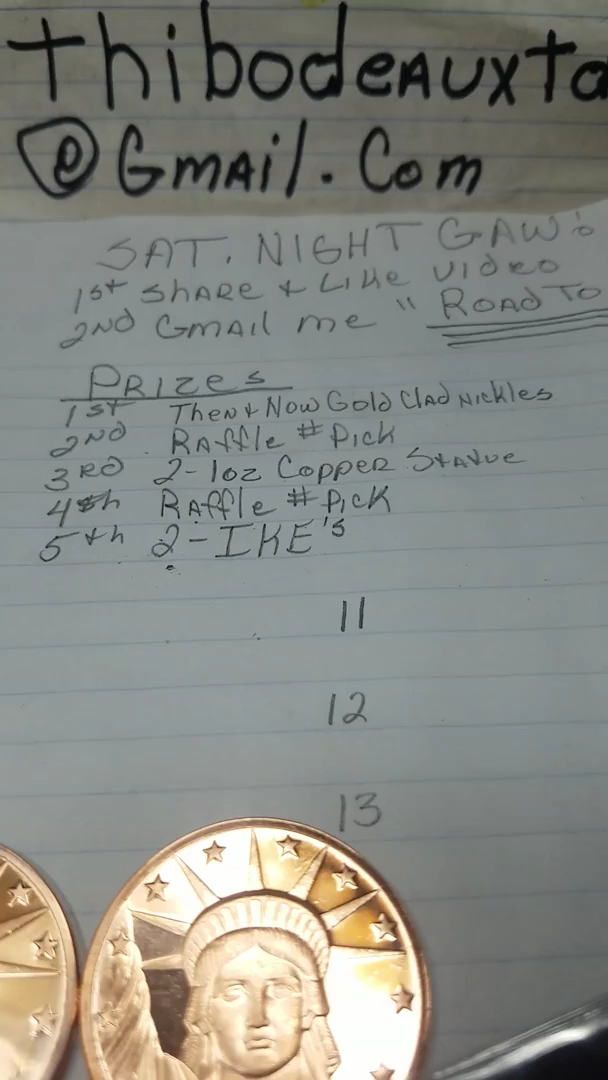 thibodeauxta
@Gmail.Com
SAT. NIGHT GAW:
1st SHARE & LIKE VIDEO
2ND GMAIL me " ROAD TO
PRIZES
1ST Then & Now Gold Clad Nickles
2ND RAffle # PICK
3RD 2-1oz COPPER STATUE
4th RAffle # PICK
5th 2-IKE'S
11
12
13